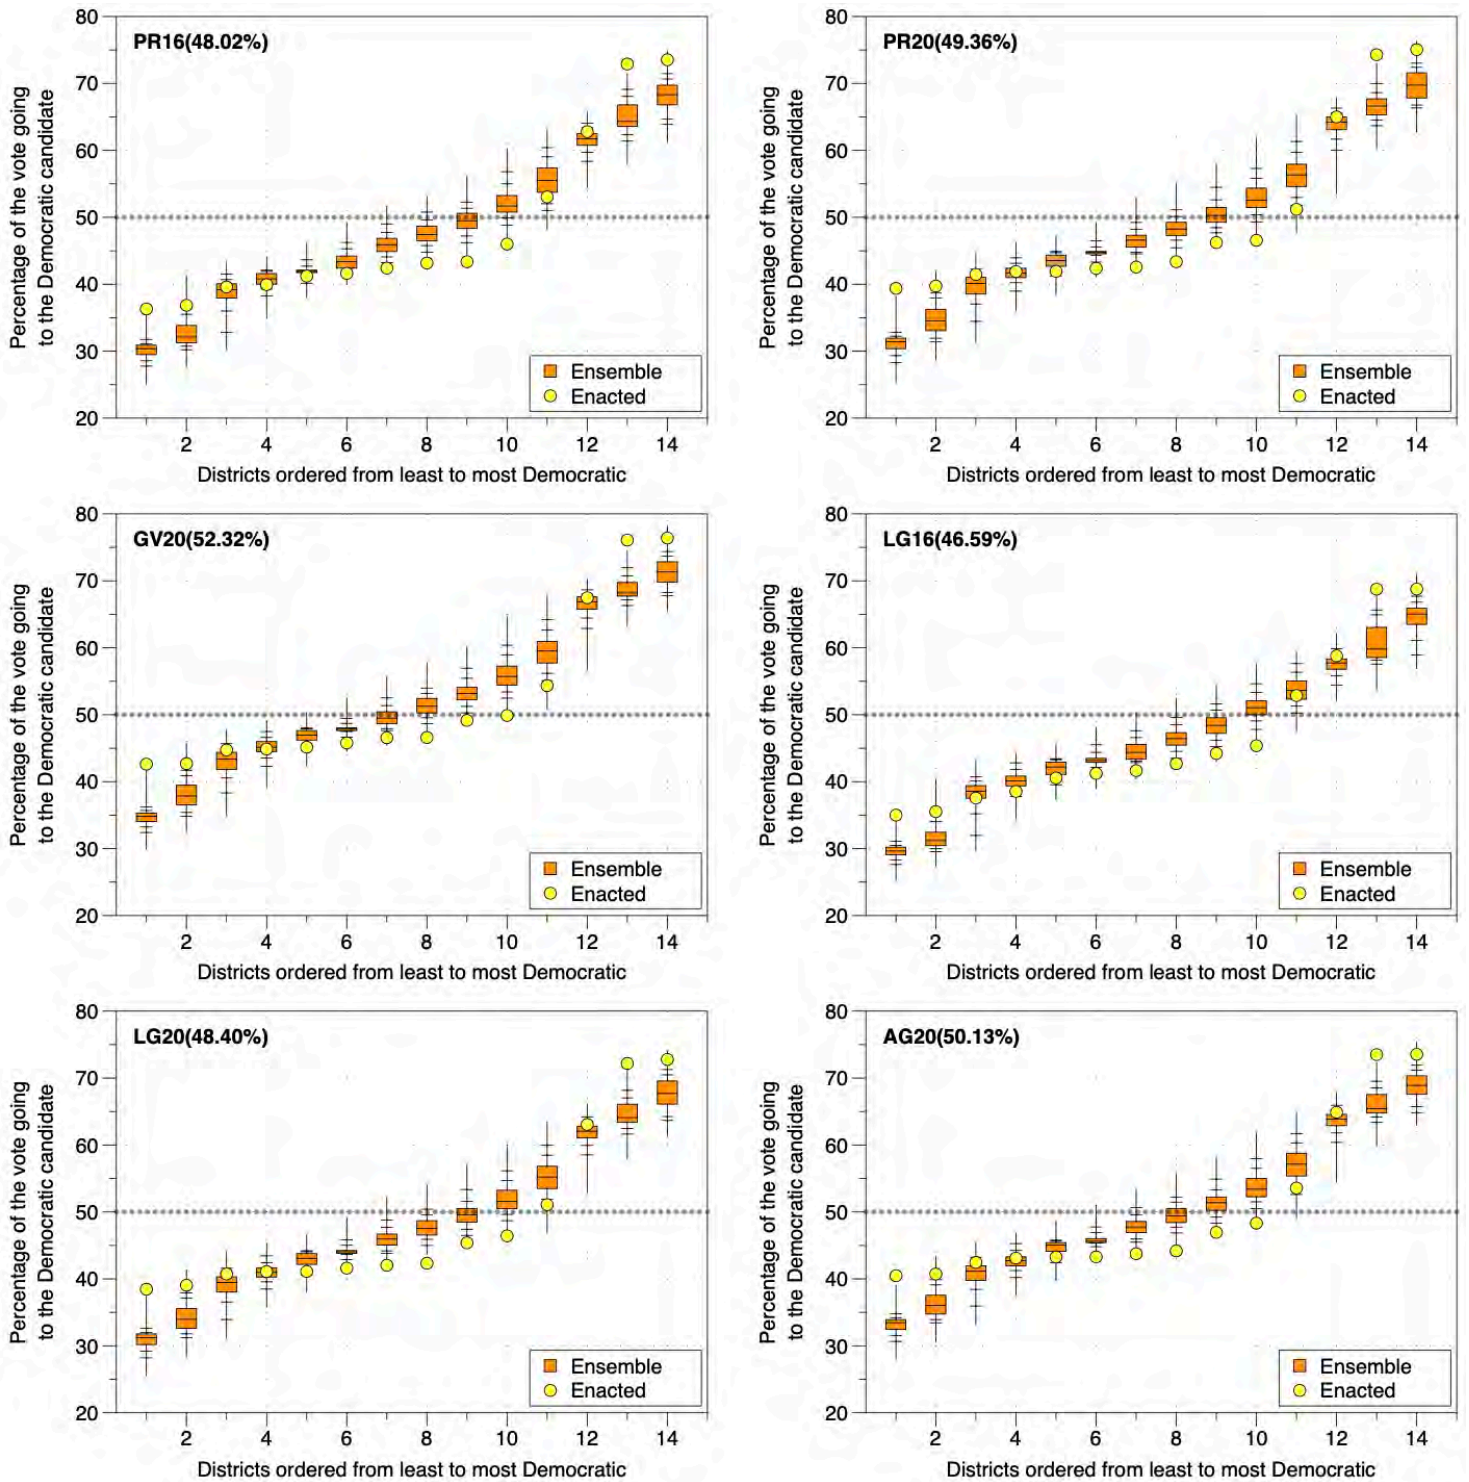 80
70
60
50
40
30
20
Percentage of the vote going
to the Democratic candidate
PR16(48.02%)
Ensemble
Enacted
2 4 6 8 10 12 14
Districts ordered from least to most Democratic
80
70
60
50
40
30
20
Percentage of the vote going
to the Democratic candidate
PR20(49.36%)
Ensemble
Enacted
2 4 6 8 10 12 14
Districts ordered from least to most Democratic
80
70
60
50
40
30
20
Percentage of the vote going
to the Democratic candidate
GV20(52.32%)
Ensemble
Enacted
2 4 6 8 10 12 14
Districts ordered from least to most Democratic
80
70
60
50
40
30
20
Percentage of the vote going
to the Democratic candidate
LG16(46.59%)
Ensemble
Enacted
2 4 6 8 10 12 14
Districts ordered from least to most Democratic
80
70
60
50
40
30
20
Percentage of the vote going
to the Democratic candidate
LG20(48.40%)
Ensemble
Enacted
2 4 6 8 10 12 14
Districts ordered from least to most Democratic
80
70
60
50
40
30
20
Percentage of the vote going
to the Democratic candidate
AG20(50.13%)
Ensemble
Enacted
2 4 6 8 10 12 14
Districts ordered from least to most Democratic